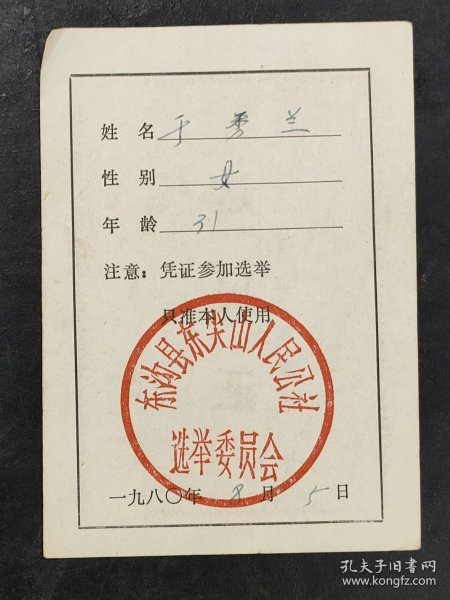 姓名 于秀兰
性别 女
年龄 31
注意：凭证参加选举
只准本人使用
东沟县东尖山人民公社
选举委员会
一九八〇年 8 月 5 日
孔夫子旧书网
www.kongfz.com